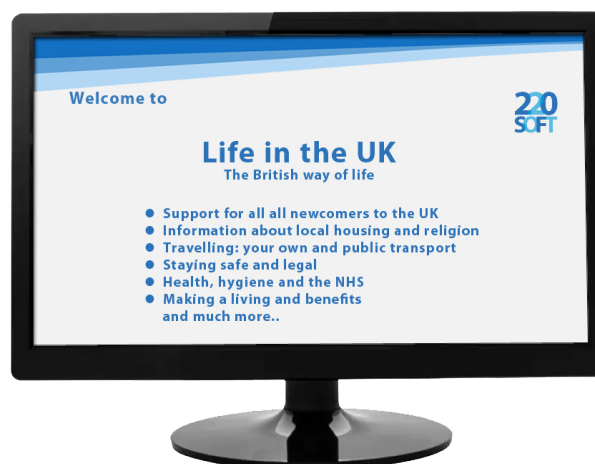 Welcome to
220
SOFT
Life in the UK
The British way of life
Support for all all newcomers to the UK
Information about local housing and religion
Travelling: your own and public transport
Staying safe and legal
Health, hygiene and the NHS
Making a living and benefits
and much more..